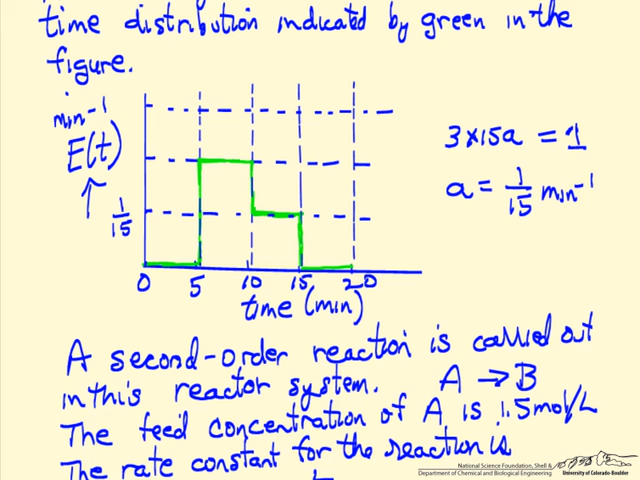 time distribution indicated by green in the
figure.
min-1
E(t)
↑
1/15
0 5 10 15 20
time (min)
3×15a = 1
a = 1/15 min-1
A second-order reaction is carried out
in this reactor system. A → B
The feed concentration of A is 1.5mol/L
The rate constant for the reaction is
National Science Foundation, Shell &
Department of Chemical and Biological Engineering
University of Colorado-Boulder